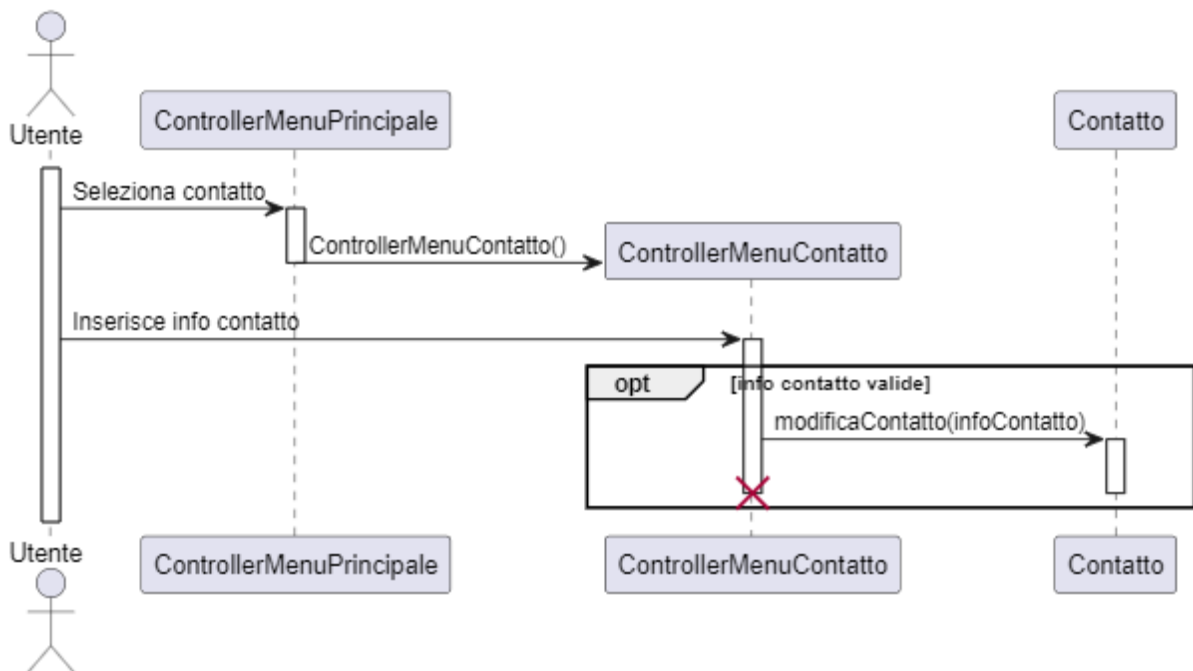 Utente
ControllerMenuPrincipale
Contatto
Seleziona contatto
ControllerMenuContatto()
ControllerMenuContatto
Inserisce info contatto
opt
[info contatto valide]
modificaContatto(infoContatto)
Utente
ControllerMenuPrincipale
ControllerMenuContatto
Contatto